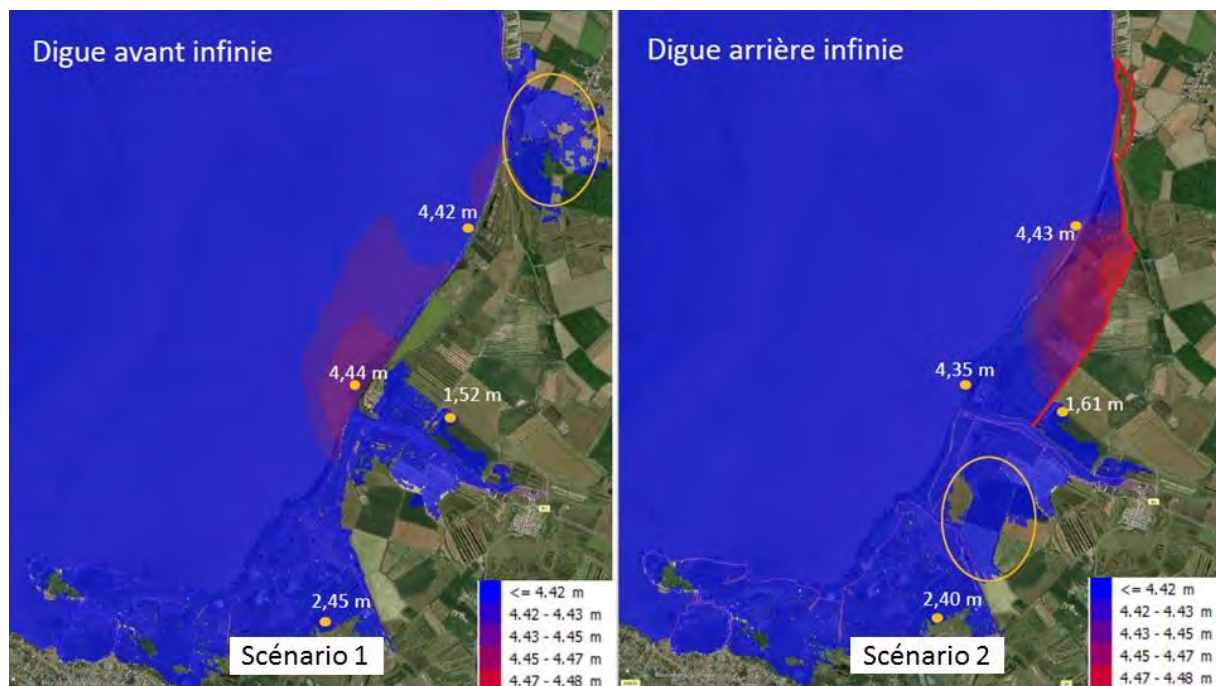 Digue avant infinie
4,42 m
4,44 m
1,52 m
2,45 m
Scénario 1
<= 4.42 m
4.42 - 4.43 m
4.43 - 4.45 m
4.45 - 4.47 m
4.47 - 4.48 m
Digue arrière infinie
4,43 m
4,35 m
1,61 m
2,40 m
Scénario 2
<= 4.42 m
4.42 - 4.43 m
4.43 - 4.45 m
4.45 - 4.47 m
4.47 - 4.48 m